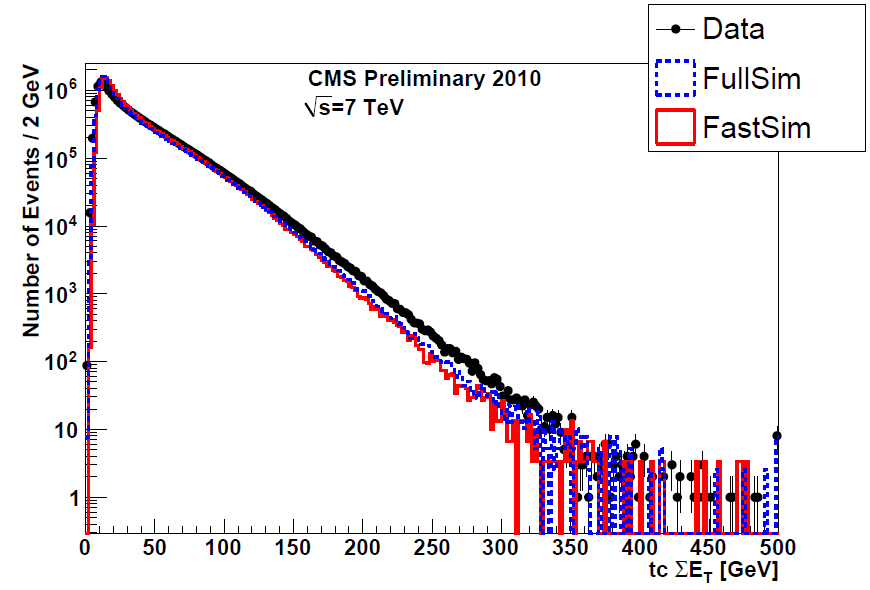 Data
FullSim
FastSim
CMS Preliminary 2010
√s=7 TeV
Number of Events / 2 GeV
10⁶
10⁵
10⁴
10³
10²
10
1
0 50 100 150 200 250 300 350 400 450 500
tc ΣE_T [GeV]